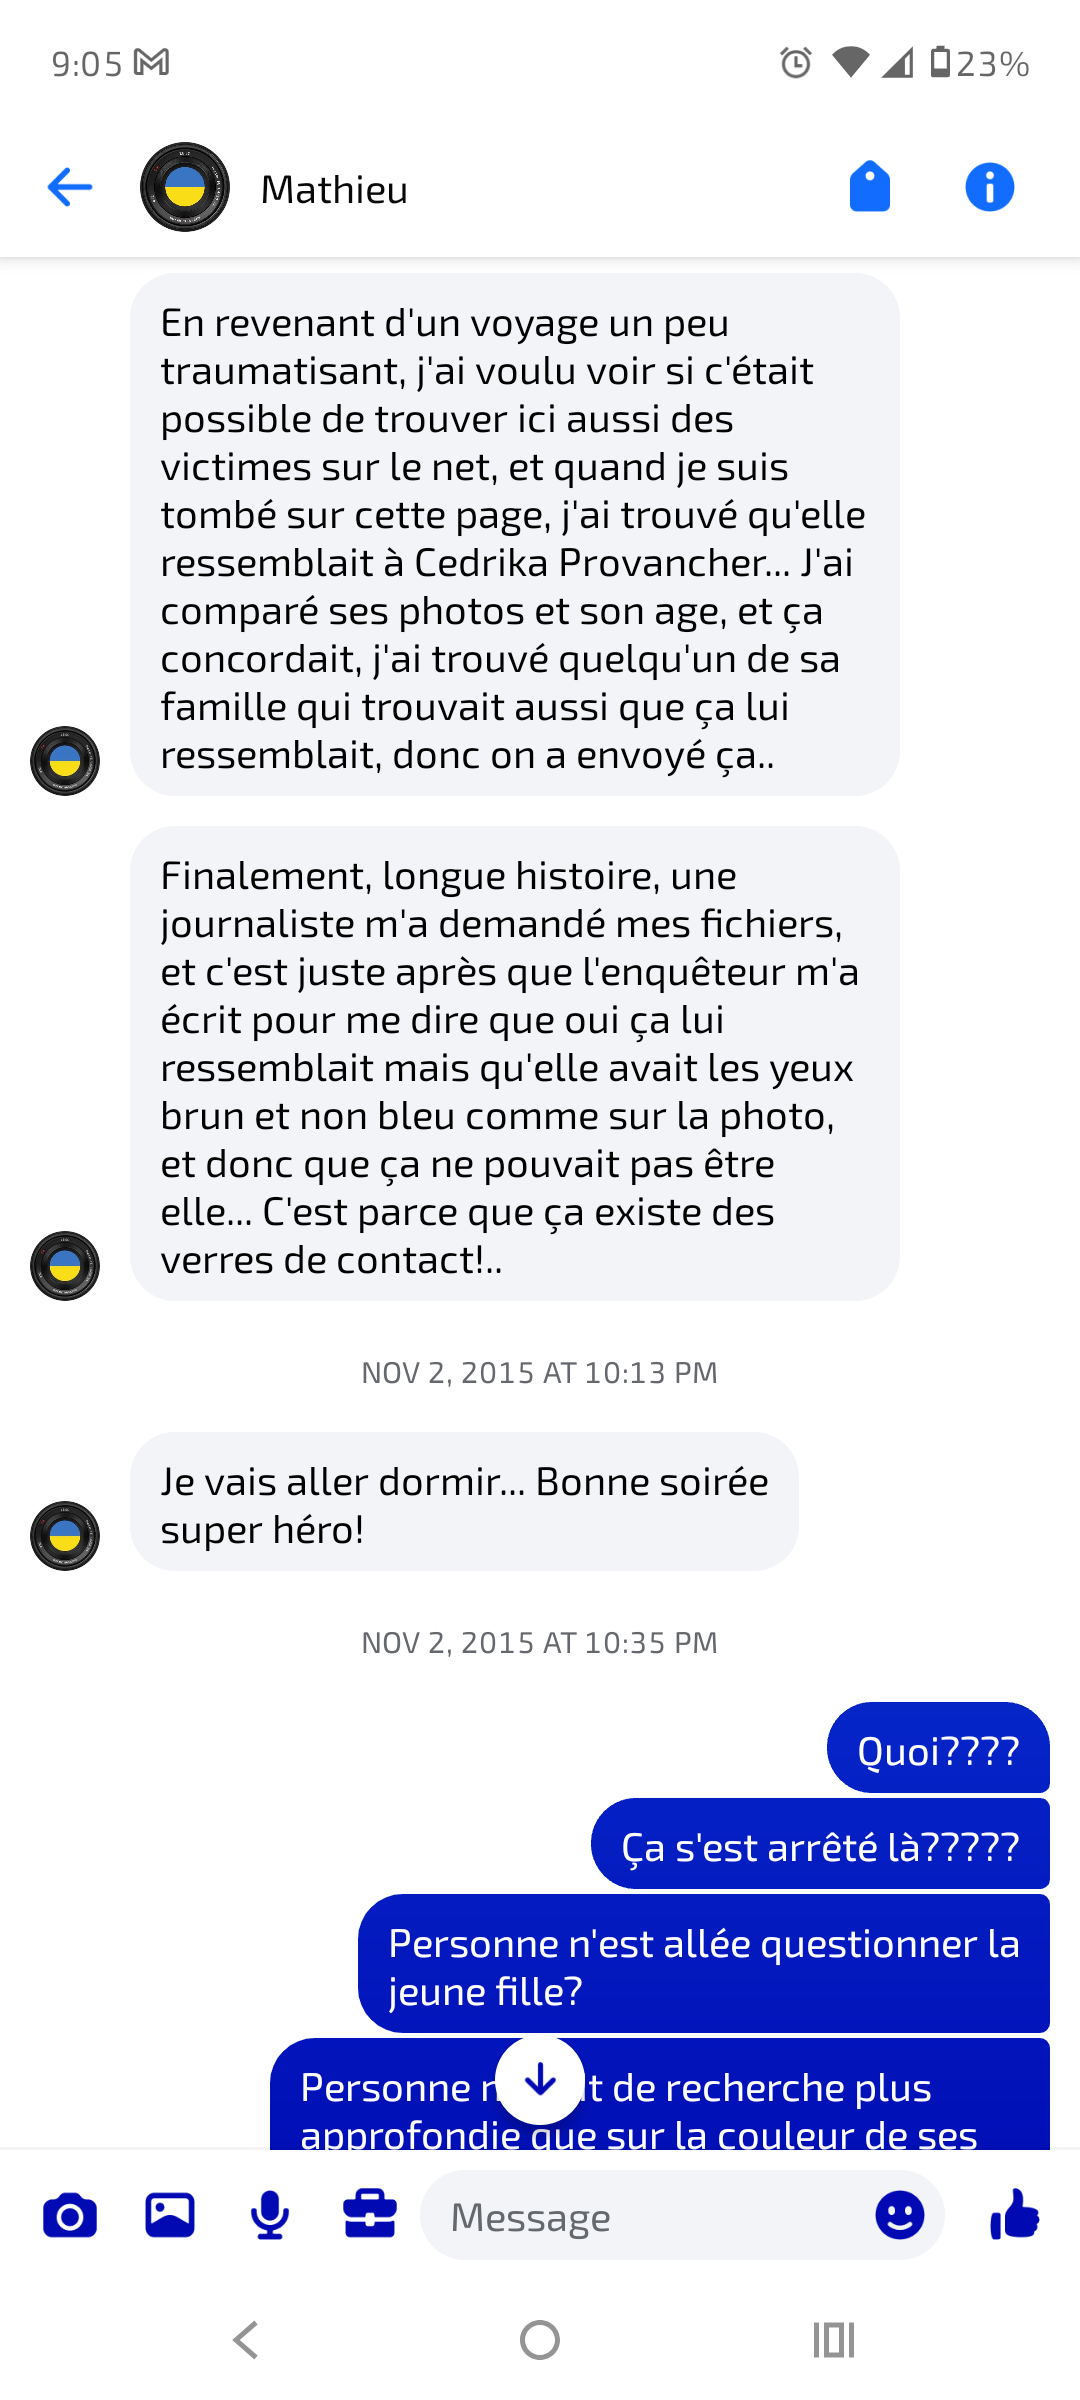 9:05
23%
Mathieu
En revenant d'un voyage un peu
traumatisant, j'ai voulu voir si c'était
possible de trouver ici aussi des
victimes sur le net, et quand je suis
tombé sur cette page, j'ai trouvé qu'elle
ressemblait à Cedrika Provancher... J'ai
comparé ses photos et son age, et ça
concordait, j'ai trouvé quelqu'un de sa
famille qui trouvait aussi que ça lui
ressemblait, donc on a envoyé ça..
Finalement, longue histoire, une
journaliste m'a demandé mes fichiers,
et c'est juste après que l'enquêteur m'a
écrit pour me dire que oui ça lui
ressemblait mais qu'elle avait les yeux
brun et non bleu comme sur la photo,
et donc que ça ne pouvait pas être
elle... C'est parce que ça existe des
verres de contact!..
NOV 2, 2015 AT 10:13 PM
Je vais aller dormir... Bonne soirée
super héro!
NOV 2, 2015 AT 10:35 PM
Quoi????
Ça s'est arrêté là?????
Personne n'est allée questionner la
jeune fille?
Personne de recherche plus
approfondie que sur la couleur de ses
Message